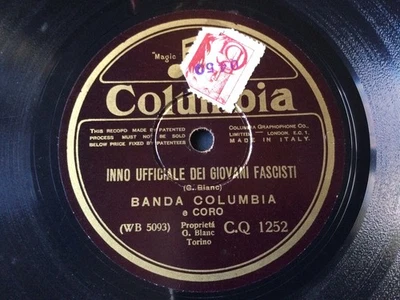 "Magic
Columbia
THIS RECORD MADE BY PATENTED
PROCESS MUST NOT BE SOLD
BELOW PRICE FIXED BY PATENTEES
COLUMBIA GRAPHOPHONE CO.,
LIMITED - LONDON, E.C. 1.
MADE IN ITALY.
INNO UFFICIALE DEI GIOVANI FASCISTI
(G. Blanc)
BANDA COLUMBIA
e CORO
(WB 5093)
Proprietà
G. Blanc
Torino
C.Q 1252